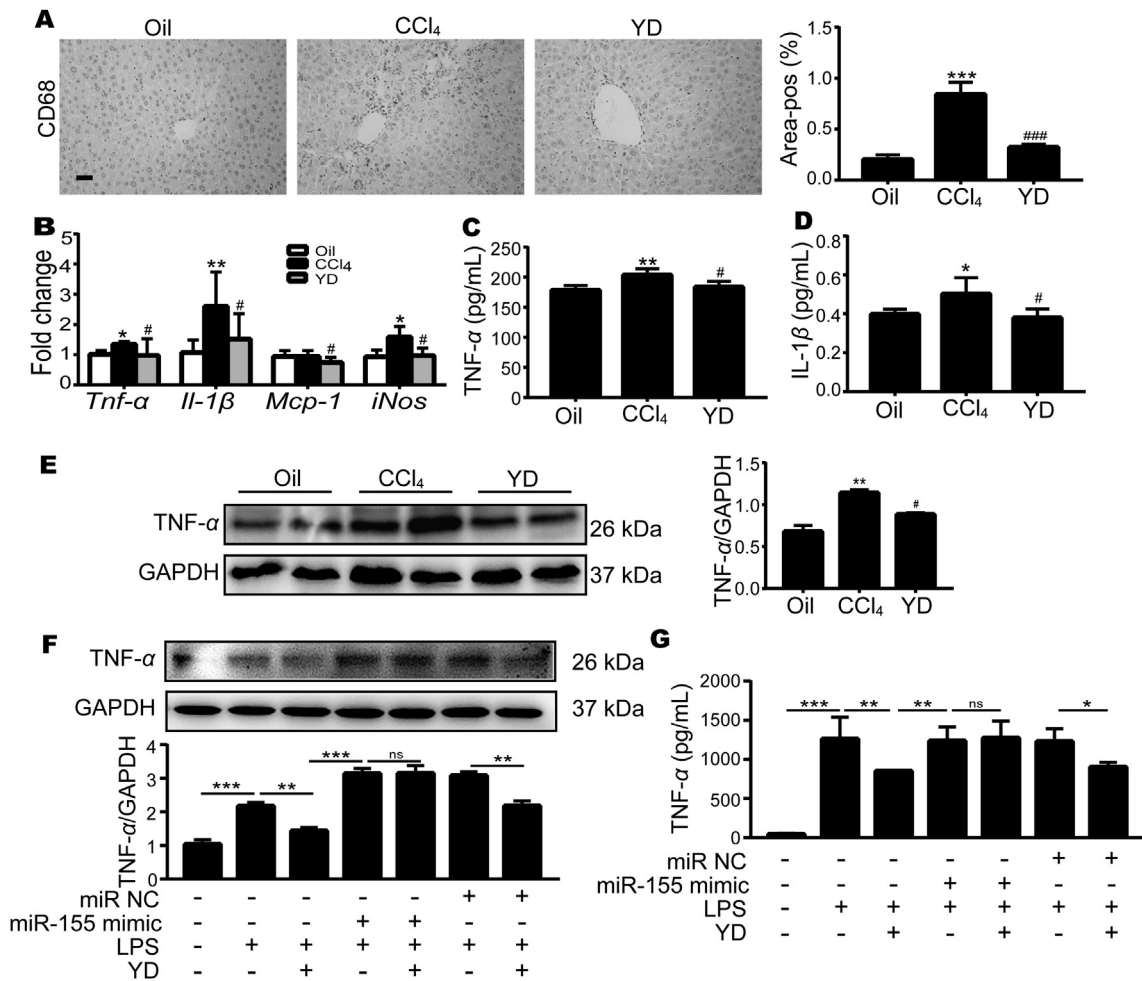 A
Oil
CCl₄
YD
CD68
Area-pos (%)
1.5
1.0
0.5
0.0
***
###
Oil
CCl₄
YD
B
Fold change
5
4
3
2
1
0
Oil
CCl₄
YD
*
#
**
#
#
*
#
Tnf-α
Il-1β
Mcp-1
iNos
C
TNF-α (pg/mL)
250
200
150
100
50
0
**
#
Oil
CCl₄
YD
D
IL-1β (pg/mL)
0.8
0.6
0.4
0.2
0.0
*
#
Oil
CCl₄
YD
E
Oil
CCl₄
YD
TNF-α
26 kDa
GAPDH
37 kDa
TNF-α/GAPDH
1.5
1.0
0.5
0.0
**
#
Oil
CCl₄
YD
F
TNF-α
26 kDa
GAPDH
37 kDa
TNF-α/GAPDH
4
3
2
1
0
***
**
***
ns
**
miR NC - - - - - + +
miR-155 mimic - - - + + - -
LPS - + + + + + +
YD - - + - + - +
G
TNF-α (pg/mL)
2000
1500
1000
500
0
***
**
**
ns
*
miR NC - - - - - + +
miR-155 mimic - - - + + - -
LPS - + + + + + +
YD - - + - + - +